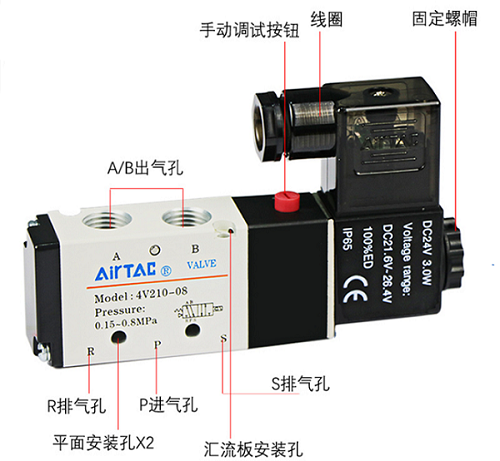 线圈
固定螺帽
手动调试按钮
A/B出气孔
AirTAC
A
B
AirTAC ® VALVE
Model: 4V210-08
Pressure:
0.15~0.8MPa
R
P
S
DC24V 3.0W
Voltage range:
DC21.6V- 26.4V
100%ED
IP65
CE
S排气孔
R排气孔
P进气孔
平面安装孔X2
汇流板安装孔